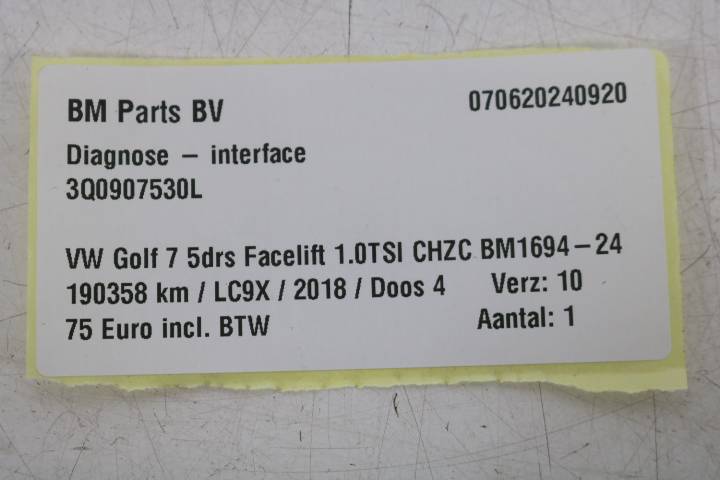 BM Parts BV 070620240920
Diagnose – interface
3Q0907530L
VW Golf 7 5drs Facelift 1.0TSI CHZC BM1694-24
190358 km / LC9X / 2018 / Doos 4 Verz: 10
75 Euro incl. BTW Aantal: 1